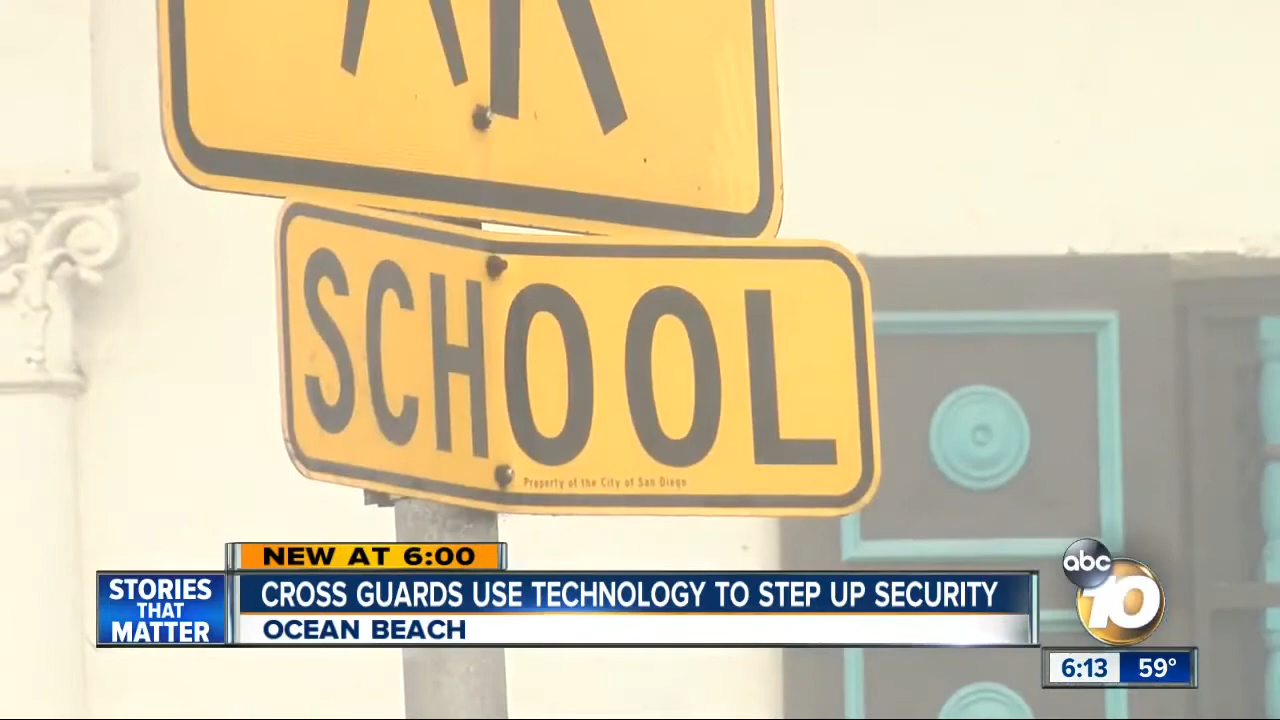 SCHOOL
Property of the City of San Diego
NEW AT 6:00
STORIES THAT MATTER
CROSS GUARDS USE TECHNOLOGY TO STEP UP SECURITY
OCEAN BEACH
abc
10
6:13 59°